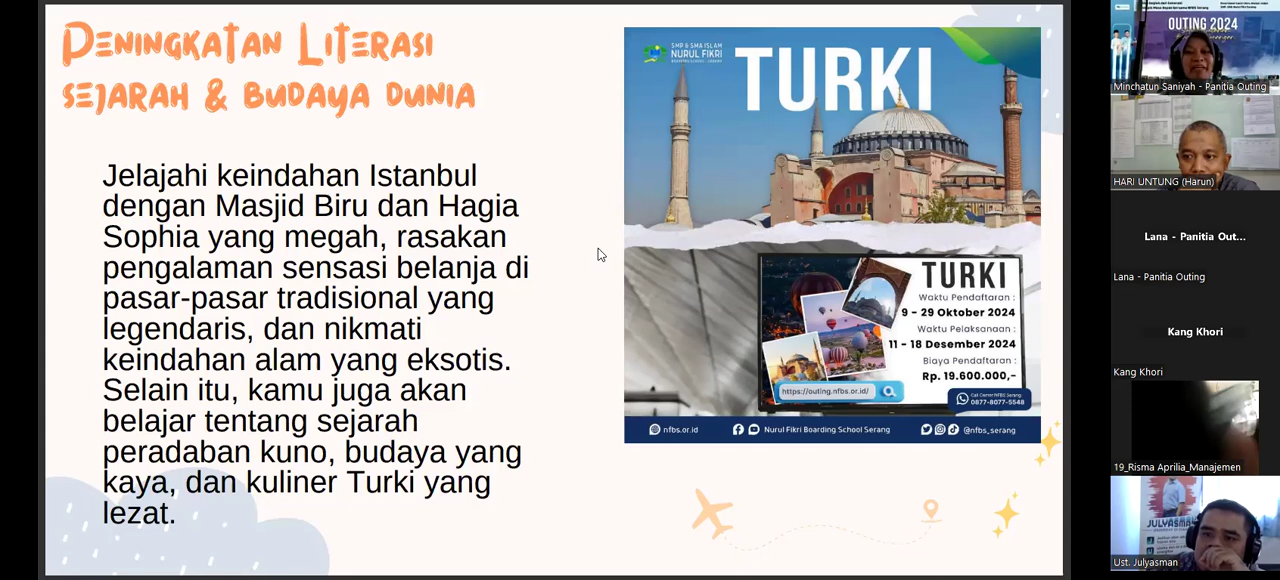 PENINGKATAN LITERASI
SEJARAH & BUDAYA DUNIA
Jelajahi keindahan Istanbul
dengan Masjid Biru dan Hagia
Sophia yang megah, rasakan
pengalaman sensasi belanja di
pasar-pasar tradisional yang
legendaris, dan nikmati
keindahan alam yang eksotis.
Selain itu, kamu juga akan
belajar tentang sejarah
peradaban kuno, budaya yang
kaya, dan kuliner Turki yang
lezat.
SMP & SMA ISLAM
NURUL FIKRI
TURKI
TURKI
Waktu Pendaftaran :
9 - 29 Oktober 2024
Waktu Pelaksanaan :
11 - 18 Desember 2024
Biaya Pendaftaran :
Rp. 19.600.000,-
https://outing.nfbs.or.id/
Call Center NFBS Serang
0877-8077-5548
nfbs.or.id
Nurul Fikri Boarding School Serang
@nfbs_serang
OUTING 2024
Minchatun Saniyah - Panitia Outing
HARI UNTUNG (Harun)
Lana - Panitia Out...
Lana - Panitia Outing
Kang Khori
Kang Khori
19_Risma Aprilia_Manajemen
JULYASMA
Ust. Julyasman